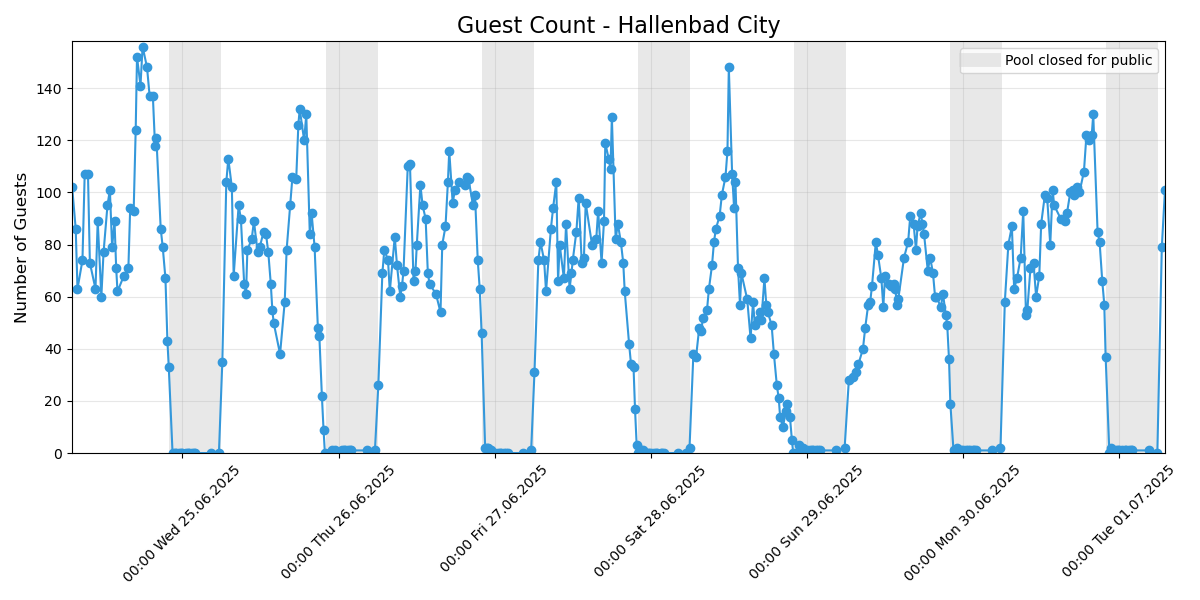 Guest Count - Hallenbad City
Pool closed for public
Number of Guests
140
120
100
80
60
40
20
0
00:00 Wed 25.06.2025
00:00 Thu 26.06.2025
00:00 Fri 27.06.2025
00:00 Sat 28.06.2025
00:00 Sun 29.06.2025
00:00 Mon 30.06.2025
00:00 Tue 01.07.2025